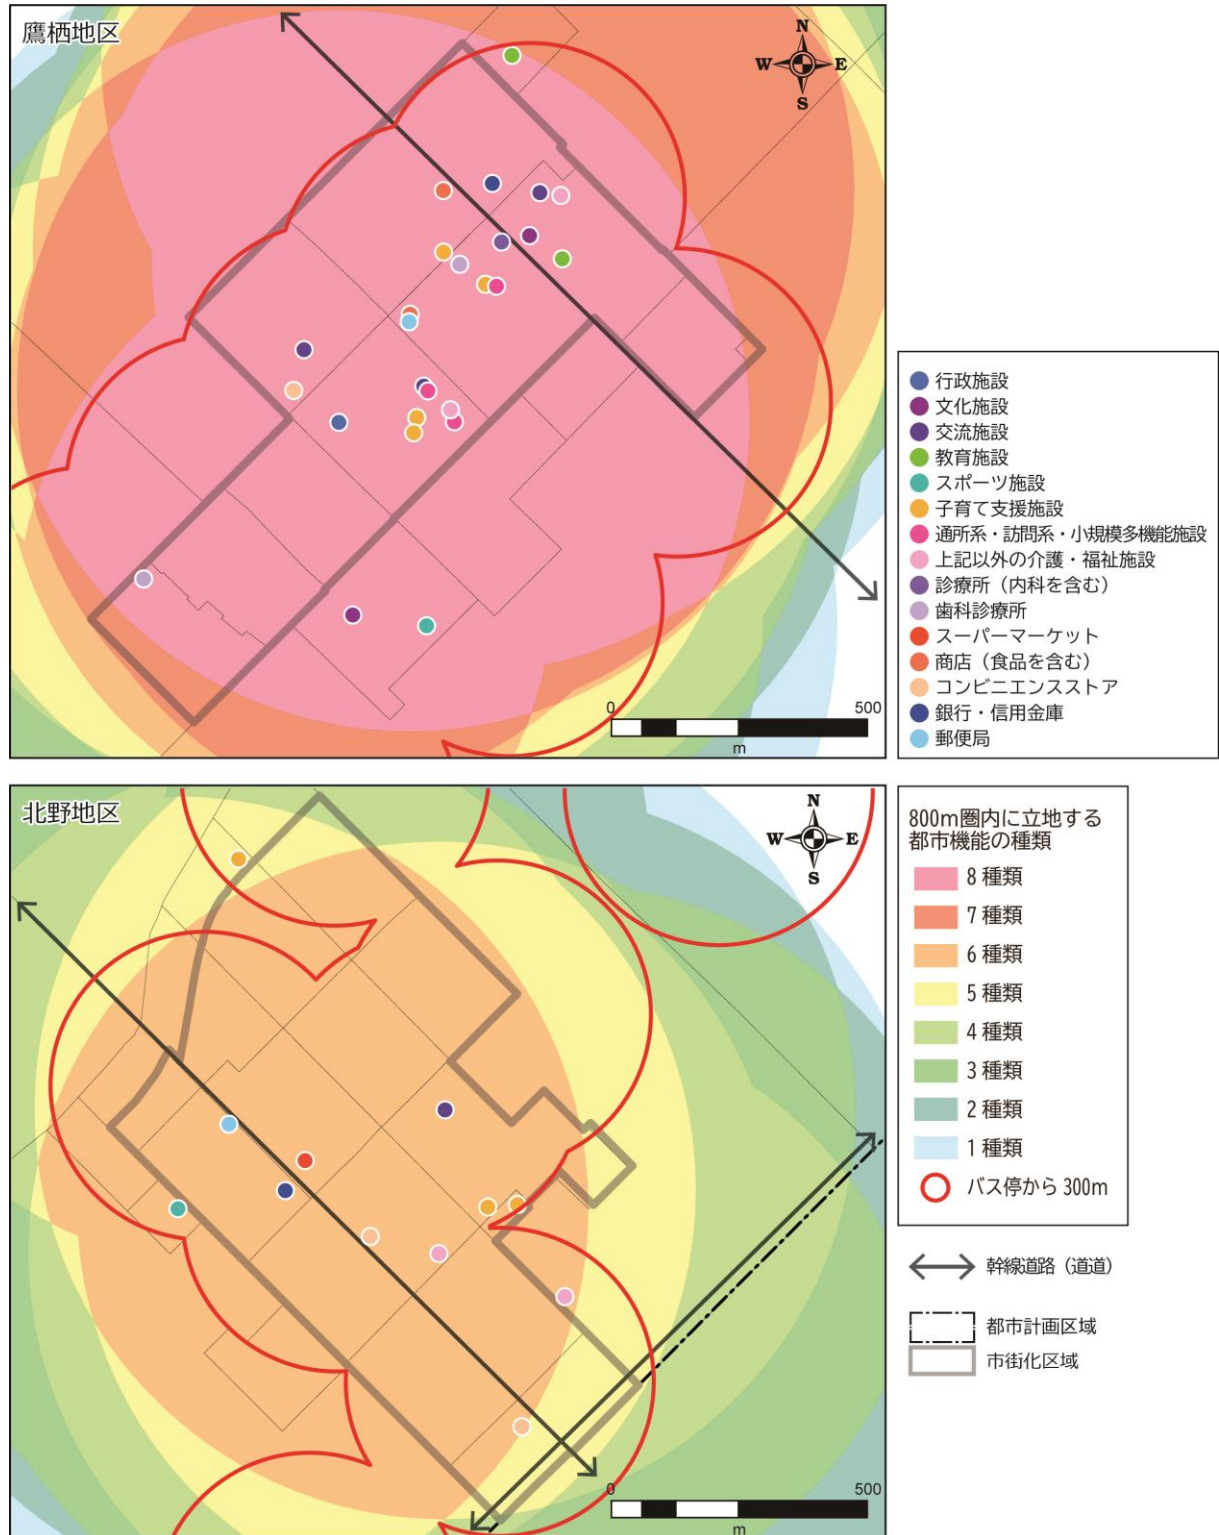 鷹栖地区
N
W E
S
0 500
m
行政施設
文化施設
交流施設
教育施設
スポーツ施設
子育て支援施設
通所系・訪問系・小規模多機能施設
上記以外の介護・福祉施設
診療所（内科を含む）
歯科診療所
スーパーマーケット
商店（食品を含む）
コンビニエンスストア
銀行・信用金庫
郵便局
北野地区
N
W E
S
0 500
m
800m圏内に立地する
都市機能の種類
8 種類
7 種類
6 種類
5 種類
4 種類
3 種類
2 種類
1 種類
バス停から 300m
幹線道路（道道）
都市計画区域
市街化区域